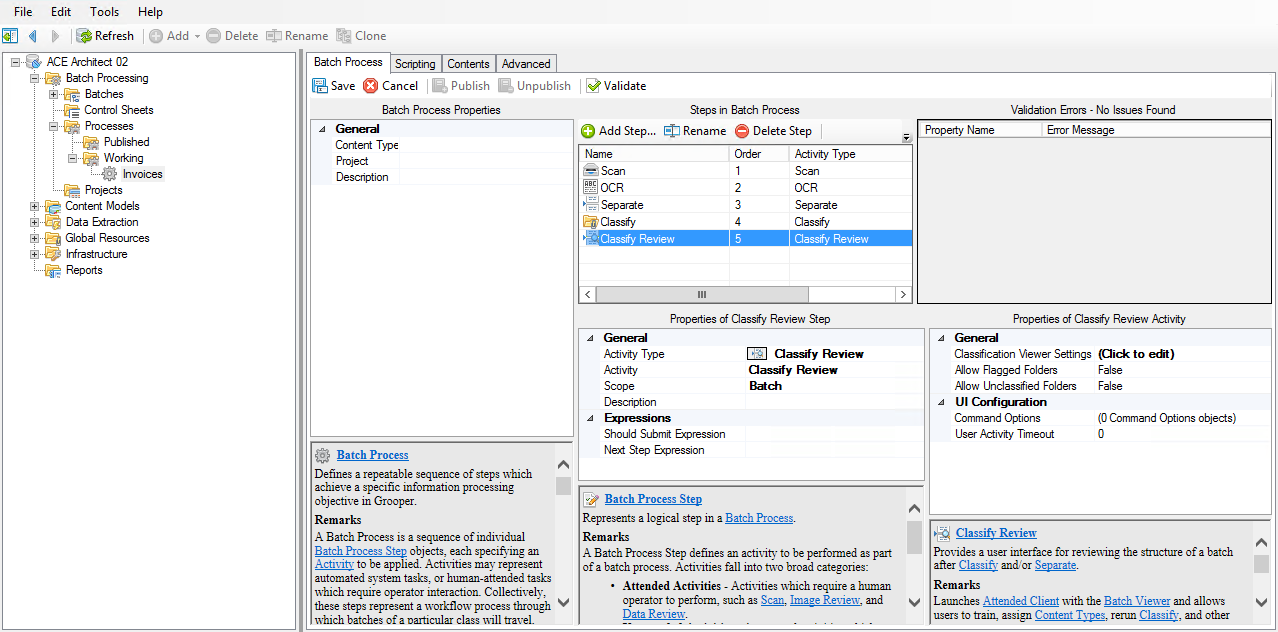 File Edit Tools Help
Refresh Add Delete Rename Clone
ACE Architect 02
Batch Processing
Batches
Control Sheets
Processes
Published
Working
Invoices
Projects
Content Models
Data Extraction
Global Resources
Infrastructure
Reports
Batch Process Scripting Contents Advanced
Save Cancel Publish Unpublish Validate
Batch Process Properties
General
Content Type
Project
Description
Batch Process
Defines a repeatable sequence of steps which
achieve a specific information processing
objective in Grooper.
Remarks
A Batch Process is a sequence of individual
Batch Process Step objects, each specifying an
Activity to be applied. Activities may represent
automated system tasks, or human-attended tasks
which require operator interaction. Collectively,
these steps represent a workflow process through
which batches of a particular class will travel.
Steps in Batch Process
Add Step... Rename Delete Step
Name Order Activity Type
Scan 1 Scan
OCR 2 OCR
Separate 3 Separate
Classify 4 Classify
Classify Review 5 Classify Review
Validation Errors - No Issues Found
Property Name Error Message
Properties of Classify Review Step
General
Activity Type Classify Review
Activity Classify Review
Scope Batch
Description
Expressions
Should Submit Expression
Next Step Expression
Batch Process Step
Represents a logical step in a Batch Process.
Remarks
A Batch Process Step defines an activity to be performed as part
of a batch process. Activities fall into two broad categories:
• Attended Activities - Activities which require a human
operator to perform, such as Scan, Image Review, and
Data Review.
Properties of Classify Review Activity
General
Classification Viewer Settings (Click to edit)
Allow Flagged Folders False
Allow Unclassified Folders False
UI Configuration
Command Options (0 Command Options objects)
User Activity Timeout 0
Classify Review
Provides a user interface for reviewing the structure of a batch
after Classify and/or Separate.
Remarks
Launches Attended Client with the Batch Viewer and allows
users to train, assign Content Types, rerun Classify, and other